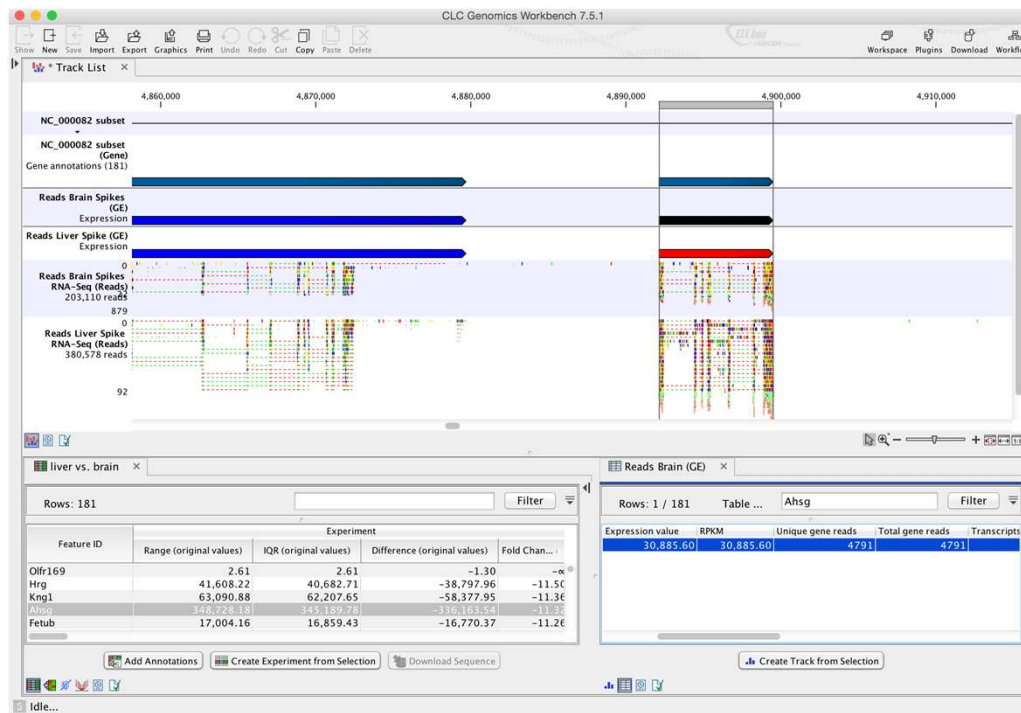 CLC Genomics Workbench 7.5.1
Show New Save Import Export Graphics Print Undo Redo Cut Copy Paste Delete
Workspace Plugins Download Workfl
* Track List
4,860,000 4,870,000 4,880,000 4,890,000 4,900,000 4,910,000
NC_000082 subset
NC_000082 subset
(Gene)
Gene annotations (181)
Reads Brain Spikes
(GE)
Expression
Reads Liver Spike (GE)
Expression
0
Reads Brain Spikes
RNA-Seq (Reads)
203,110 reads
879
0
Reads Liver Spike
RNA-Seq (Reads)
380,578 reads
92
liver vs. brain
Rows: 181 Filter
Feature ID Experiment
Range (original values) IQR (original values) Difference (original values) Fold Chan...
Olfr169 2.61 2.61 -1.30 -∞
Hrg 41,608.22 40,682.71 -38,797.96 -11.50
Kng1 63,090.88 62,207.65 -58,377.95 -11.36
Ahsg 348,728.18 345,189.78 -336,163.54 -11.32
Fetub 17,004.16 16,859.43 -16,770.37 -11.26
Add Annotations Create Experiment from Selection Download Sequence
Reads Brain (GE)
Rows: 1 / 181 Table ... Ahsg Filter
Expression value RPKM Unique gene reads Total gene reads Transcripts
30,885.60 30,885.60 4791 4791
Create Track from Selection
Idle...